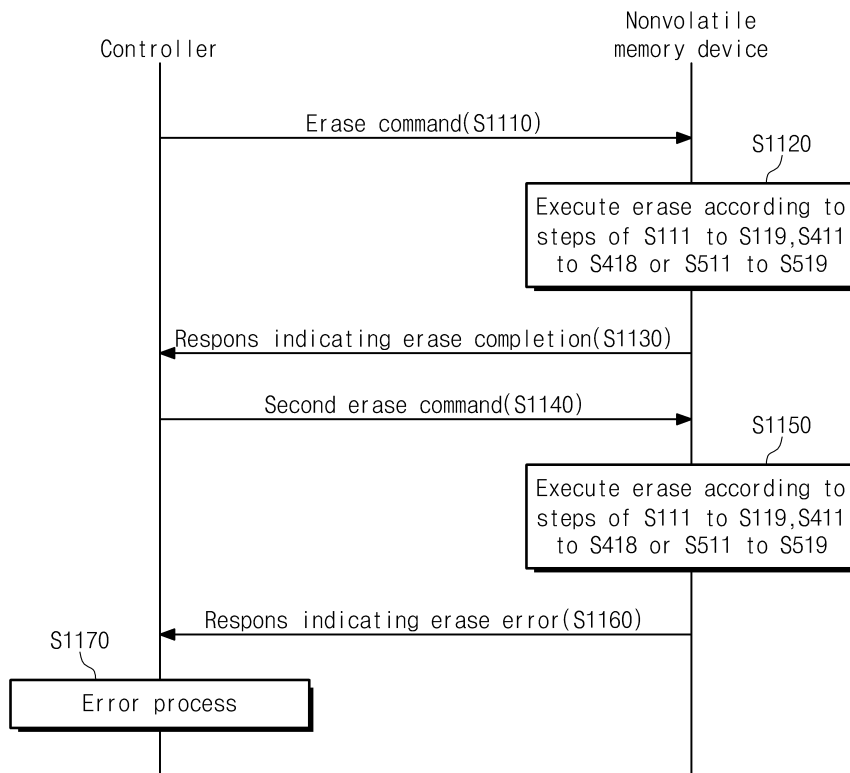 Controller
Nonvolatile
memory device
Erase command(S1110)
S1120
Execute erase according to
steps of S111 to S119,S411
to S418 or S511 to S519
Respons indicating erase completion(S1130)
Second erase command(S1140)
S1150
Execute erase according to
steps of S111 to S119,S411
to S418 or S511 to S519
Respons indicating erase error(S1160)
S1170
Error process